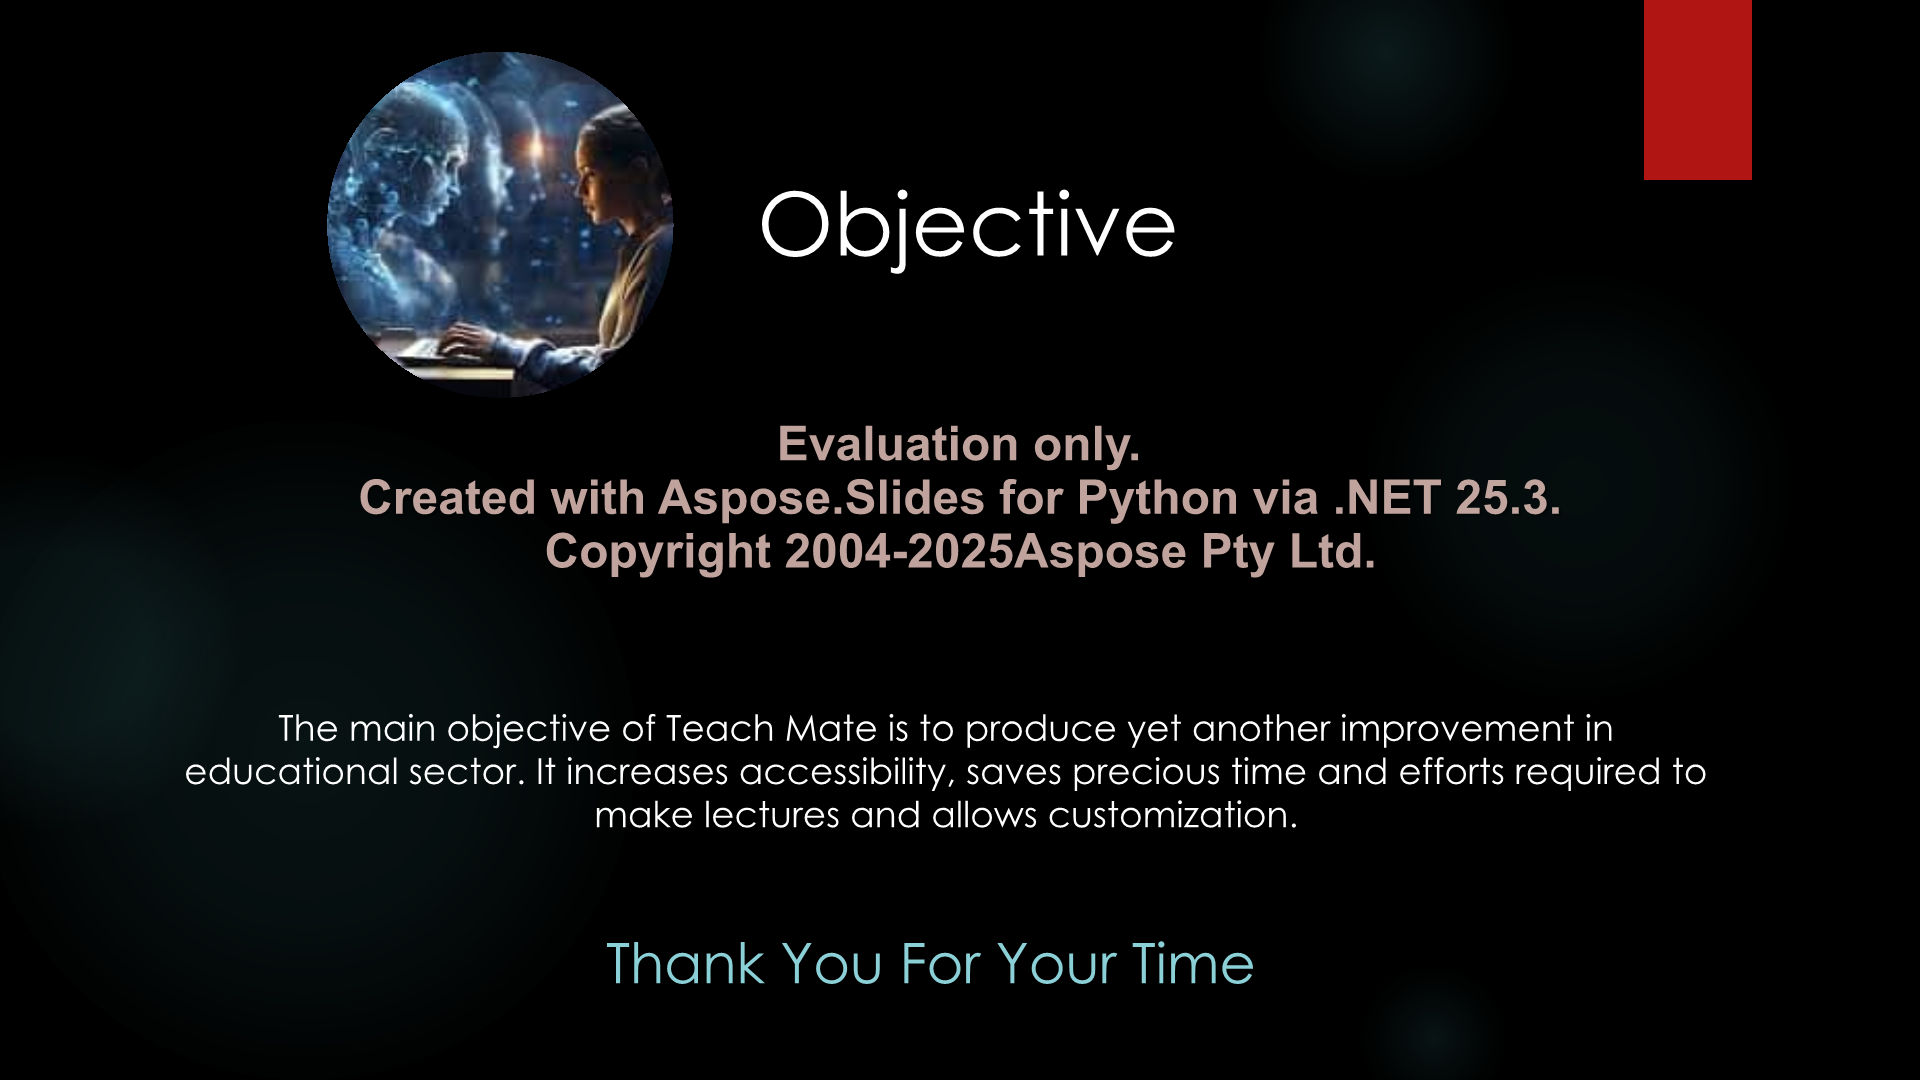 Objective
Evaluation only.
Created with Aspose.Slides for Python via .NET 25.3.
Copyright 2004-2025Aspose Pty Ltd.
The main objective of Teach Mate is to produce yet another improvement in
educational sector. It increases accessibility, saves precious time and efforts required to
make lectures and allows customization.
Thank You For Your Time